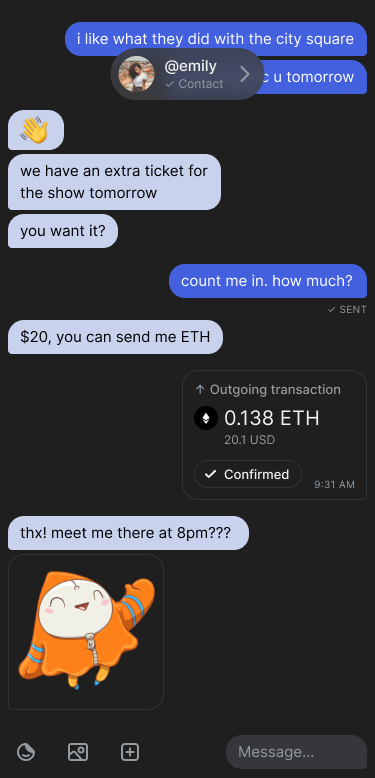 i like what they did with the city square
@emily
✓ Contact
c u tomorrow
👋
we have an extra ticket for
the show tomorrow
you want it?
count me in. how much?
✓ SENT
$20, you can send me ETH
↑ Outgoing transaction
0.138 ETH
20.1 USD
✓ Confirmed
9:31 AM
thx! meet me there at 8pm???
Message...